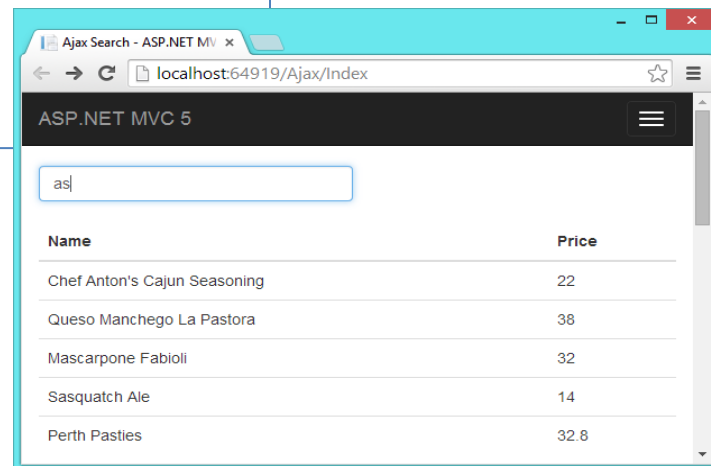 Ajax Search - ASP.NET MV
localhost:64919/Ajax/Index
ASP.NET MVC 5
as
Name Price
Chef Anton's Cajun Seasoning 22
Queso Manchego La Pastora 38
Mascarpone Fabioli 32
Sasquatch Ale 14
Perth Pasties 32.8